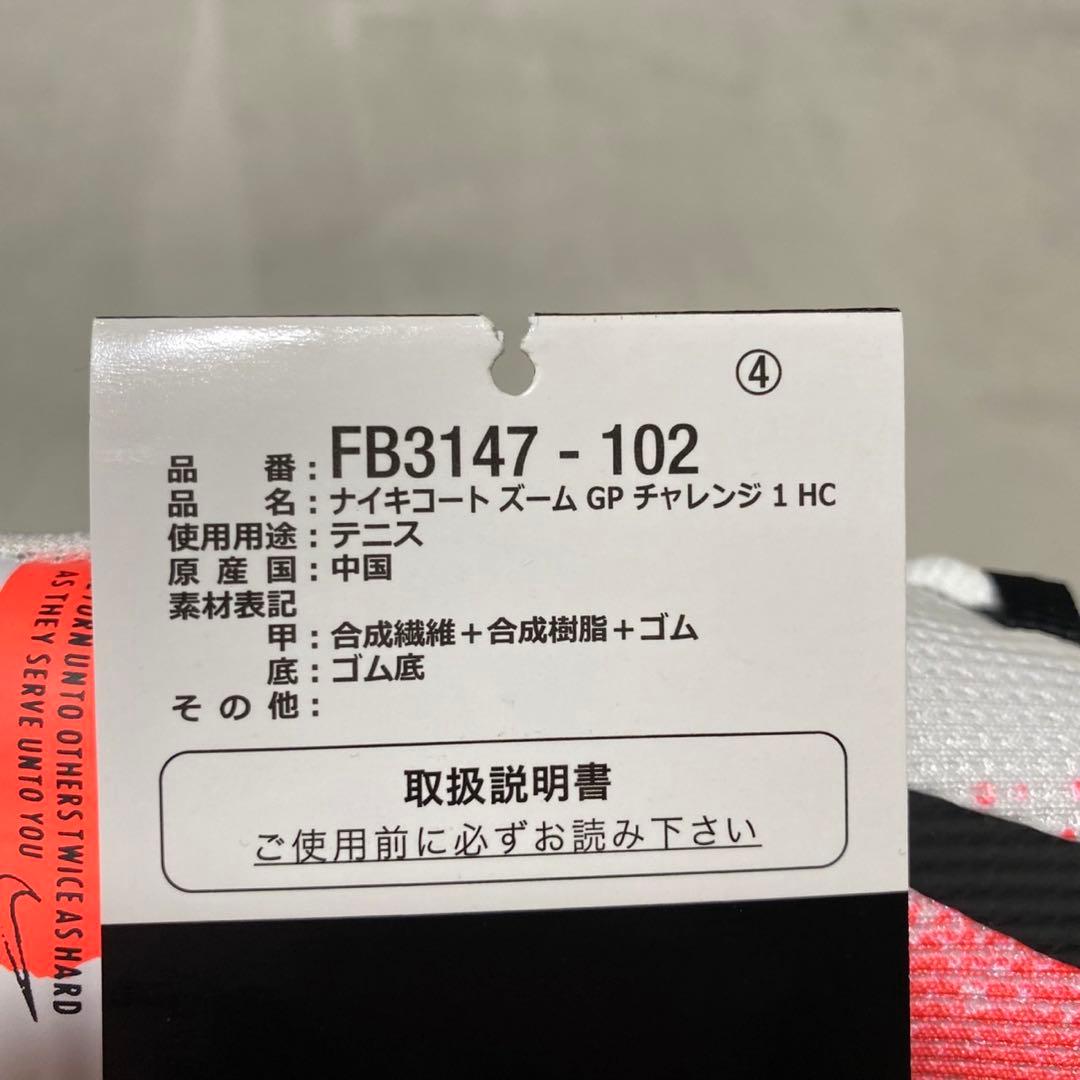 ④
品番:FB3147-102
品名:ナイキコート ズーム GP チャレンジ 1 HC
使用用途:テニス
原産国:中国
素材表記
甲:合成繊維+合成樹脂+ゴム
底:ゴム底
その他:
取扱説明書
ご使用前に必ずお読み下さい
UNTO OTHERS TWICE AS HARD
AS THEY SERVE UNTO YOU